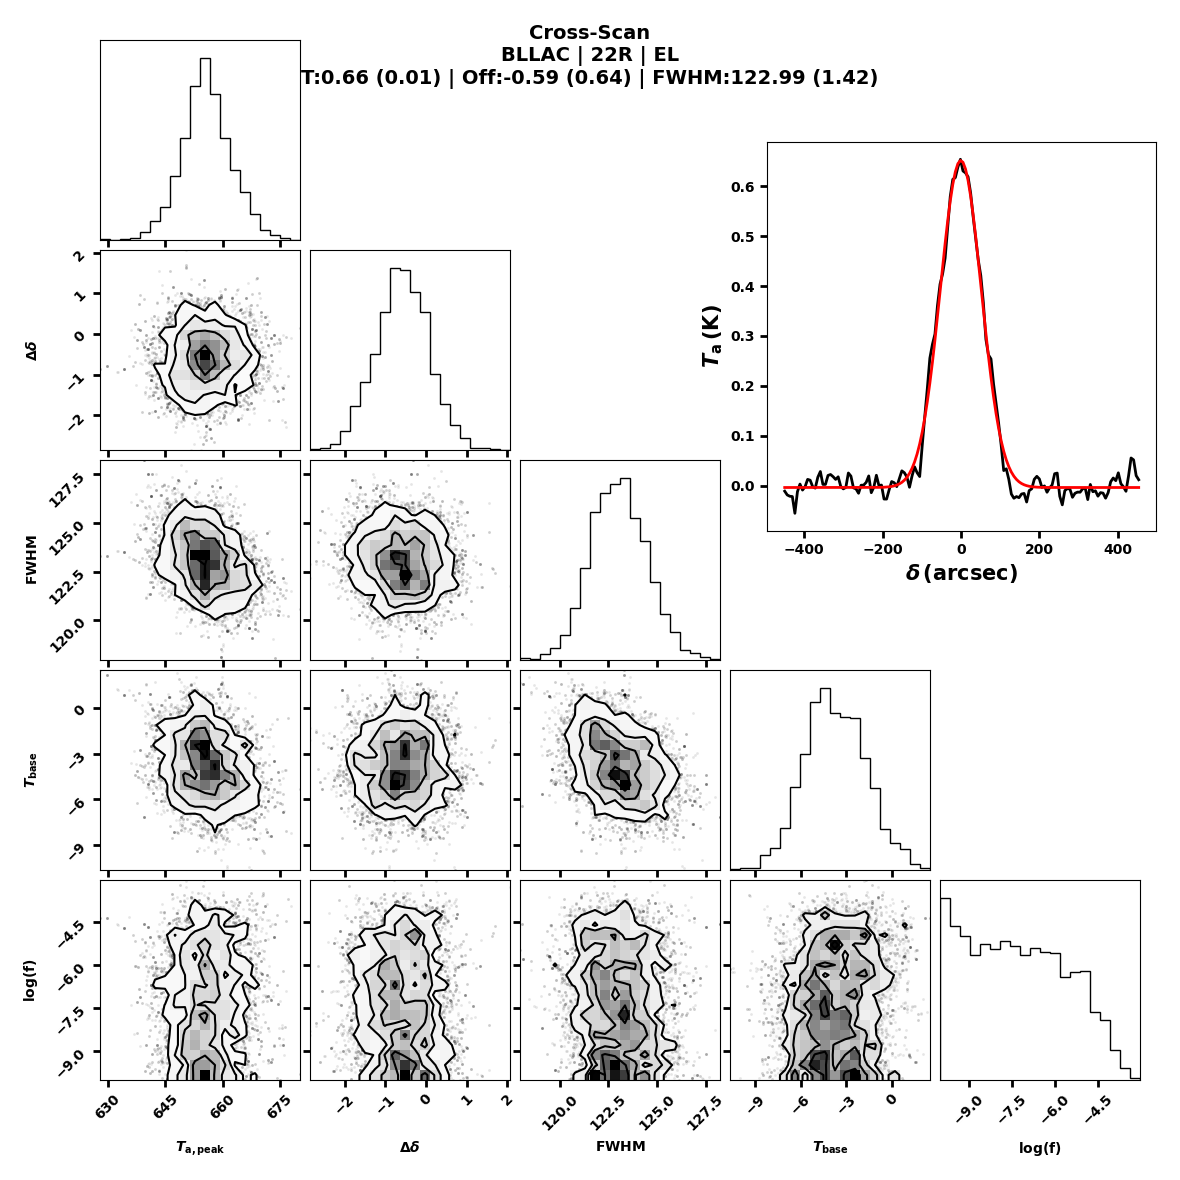 Cross-Scan
BLLAC | 22R | EL
T:0.66 (0.01) | Off:-0.59 (0.64) | FWHM:122.99 (1.42)
0.6
0.5
0.4
0.3
0.2
0.1
0.0
Ta (K)
−400 −200 0 200 400
δ (arcsec)
2
1
0
−1
−2
Δδ
127.5
125.0
122.5
120.0
FWHM
0
−3
−6
−9
Tbase
−4.5
−6.0
−7.5
−9.0
log(f)
630 645 660 675
−2 −1 0 1 2
120.0 122.5 125.0 127.5
−9 −6 −3 0
−9.0 −7.5 −6.0 −4.5
Ta,peak Δδ FWHM Tbase log(f)